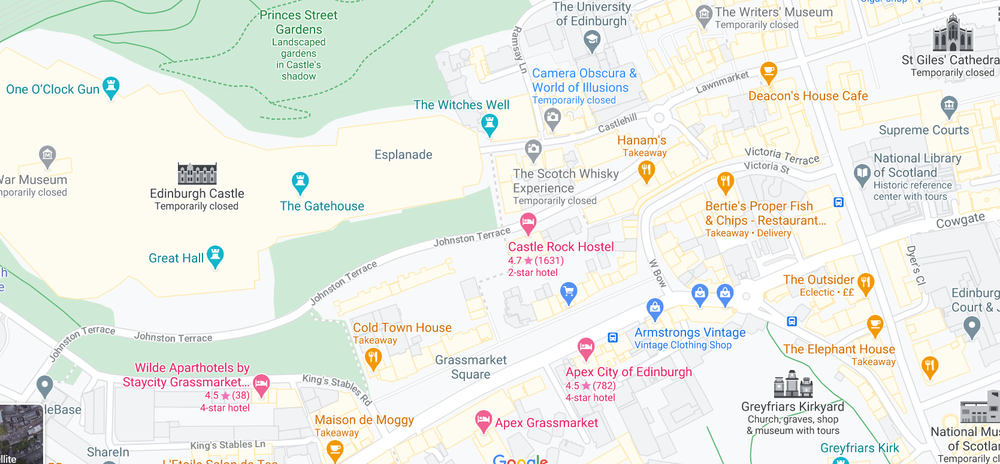 Princes Street
Gardens
Landscaped
gardens
in Castle's
shadow
The University
of Edinburgh
The Writers' Museum
Temporarily closed
St Giles' Cathedra
Temporarily closed
Ramsay Ln
One O'Clock Gun
Camera Obscura &
World of Illusions
Temporarily closed
Lawnmarket
Deacon's House Cafe
The Witches Well
Castlehill
Supreme Courts
Esplanade
Hanam's
Takeaway
Victoria Terrace
Victoria St
National Library
of Scotland
Historic reference
center with tours
War Museum
mporarily closed
Edinburgh Castle
Temporarily closed
The Gatehouse
The Scotch Whisky
Experience
Temporarily closed
Bertie's Proper Fish
& Chips - Restaurant...
Takeaway • Delivery
Cowgate
Johnston Terrace
Castle Rock Hostel
4.7 ★ (1631)
2-star hotel
Great Hall
W Bow
Dyer's Cl
Johnston Terrace
The Outsider
Eclectic • ££
Edinburg
Court & J
Cold Town House
Takeaway
Armstrongs Vintage
Vintage Clothing Shop
Johnston Terrace
Johnston Terrace
The Elephant House
Takeaway
Grassmarket
Square
Wilde Aparthotels by
Staycity Grassmarket...
4.5 ★ (38)
4-star hotel
King's Stables Rd
Apex City of Edinburgh
4.5 ★ (782)
4-star hotel
Greyfriars Kirkyard
Church, graves, shop
& museum with tours
leBase
Maison de Moggy
Takeaway
Apex Grassmarket
National Mus
of Scotlan
Temporarily cl
King's Stables Ln
ShareIn
Greyfriars Kirk
ellite
L'Etoile Salon de Tea
Google